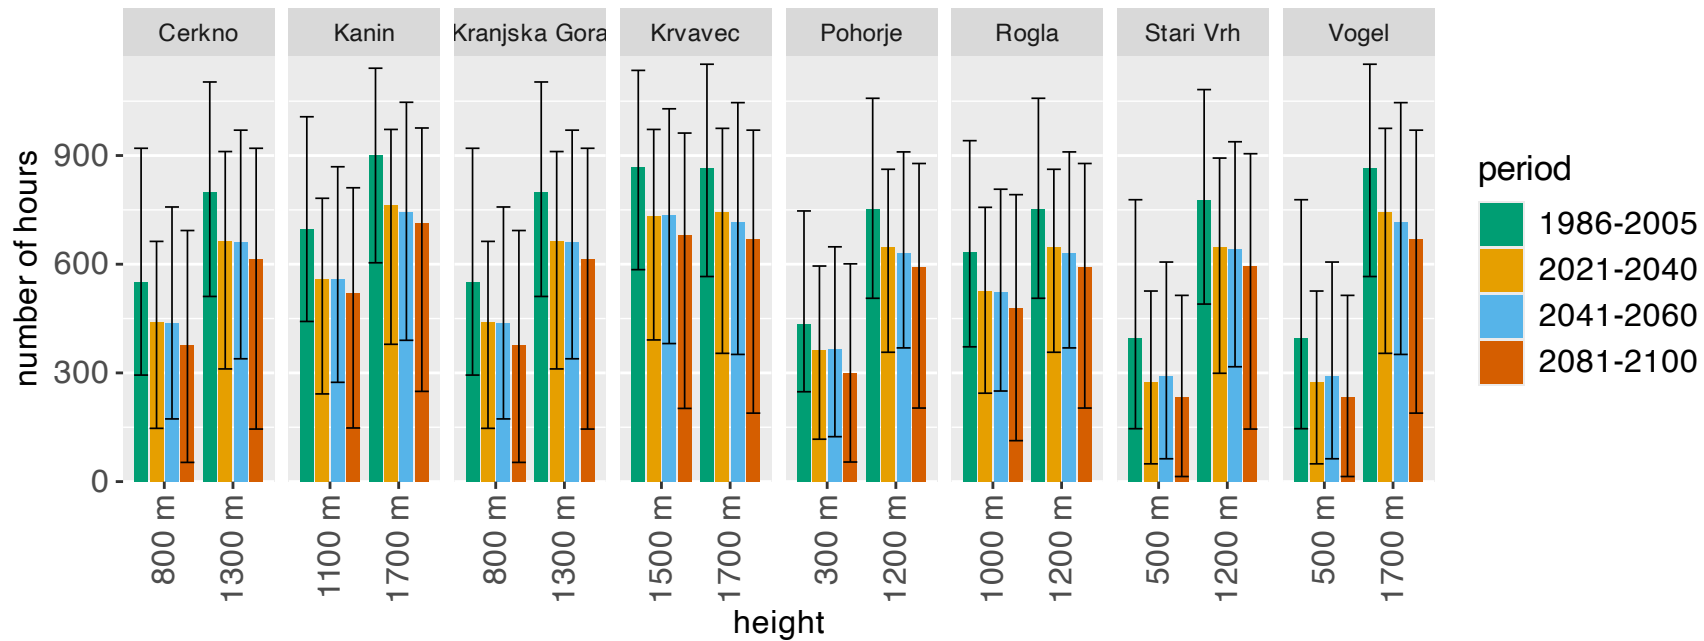 Cerkno Kanin Kranjska Gora Krvavec Pohorje Rogla Stari Vrh Vogel
number of hours
900
600
300
0
800 m 1300 m 1100 m 1700 m 800 m 1300 m 1500 m 1700 m 300 m 1200 m 1000 m 1200 m 500 m 1200 m 500 m 1700 m
height
period
1986-2005
2021-2040
2041-2060
2081-2100